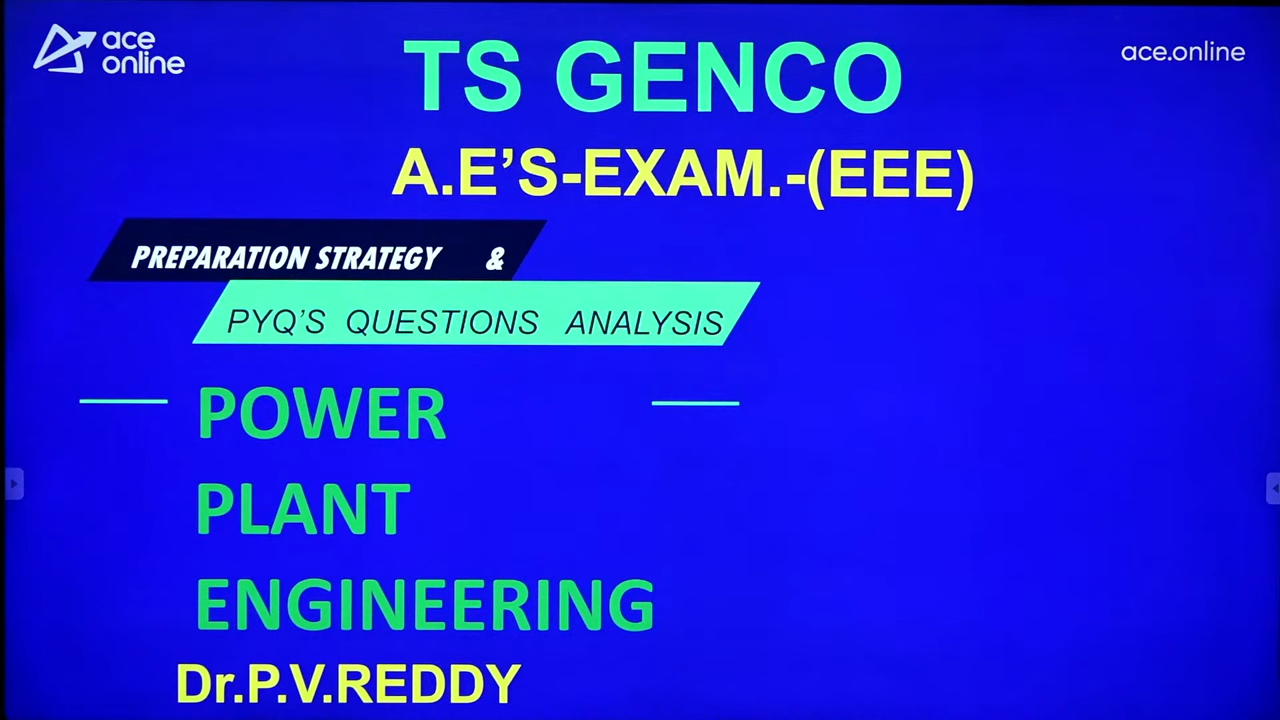 ace
online
ace.online
TS GENCO
A.E'S-EXAM.-(EEE)
PREPARATION STRATEGY &
PYQ'S QUESTIONS ANALYSIS
POWER
PLANT
ENGINEERING
Dr.P.V.REDDY